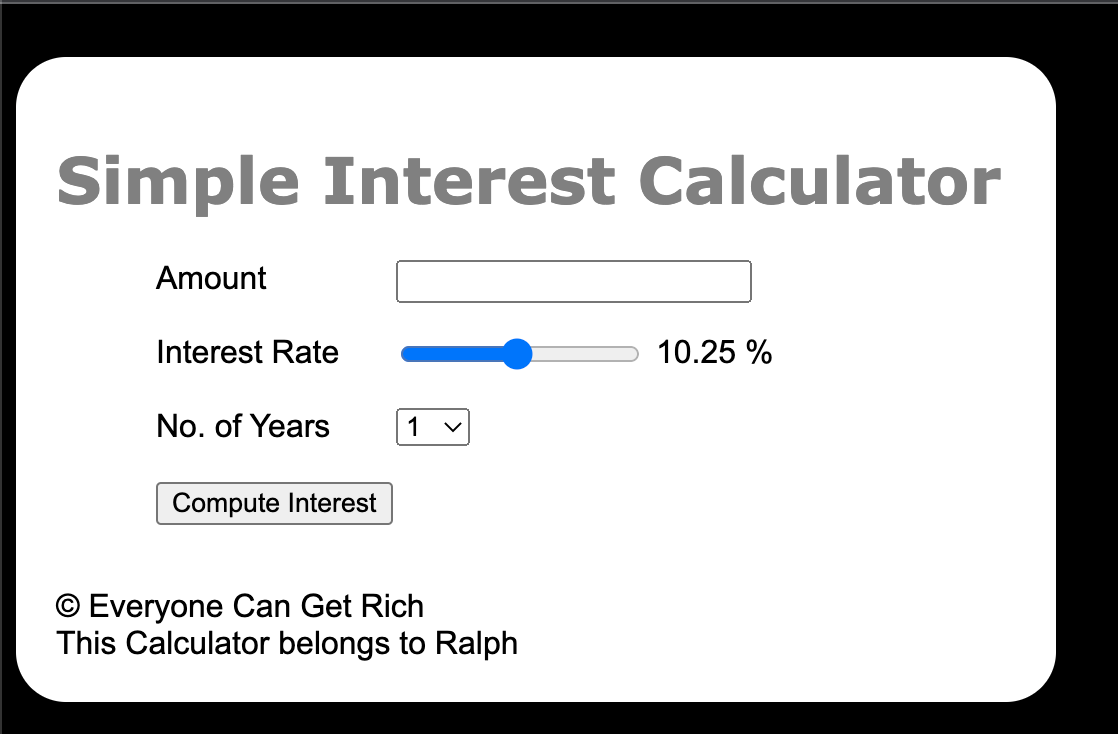 Simple Interest Calculator
Amount
Interest Rate 10.25 %
No. of Years 1
Compute Interest
© Everyone Can Get Rich
This Calculator belongs to Ralph